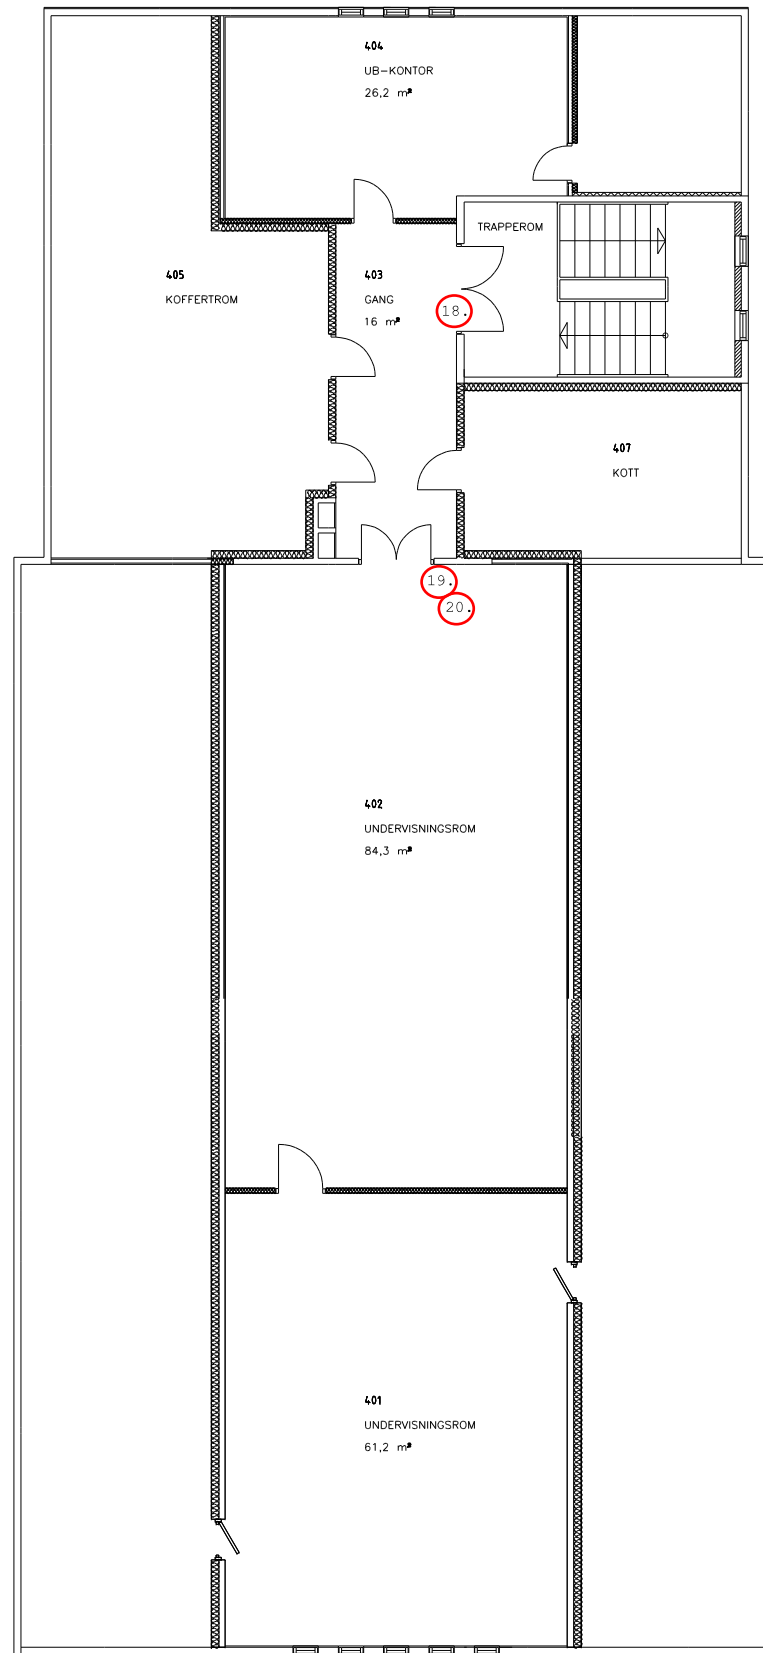 404
UB-KONTOR
26,2 m²
TRAPPEROM
405
KOFFERTROM
403
GANG
16 m²
18.
407
KOTT
19.
20.
402
UNDERVISNINGSROM
84,3 m²
401
UNDERVISNINGSROM
61,2 m²